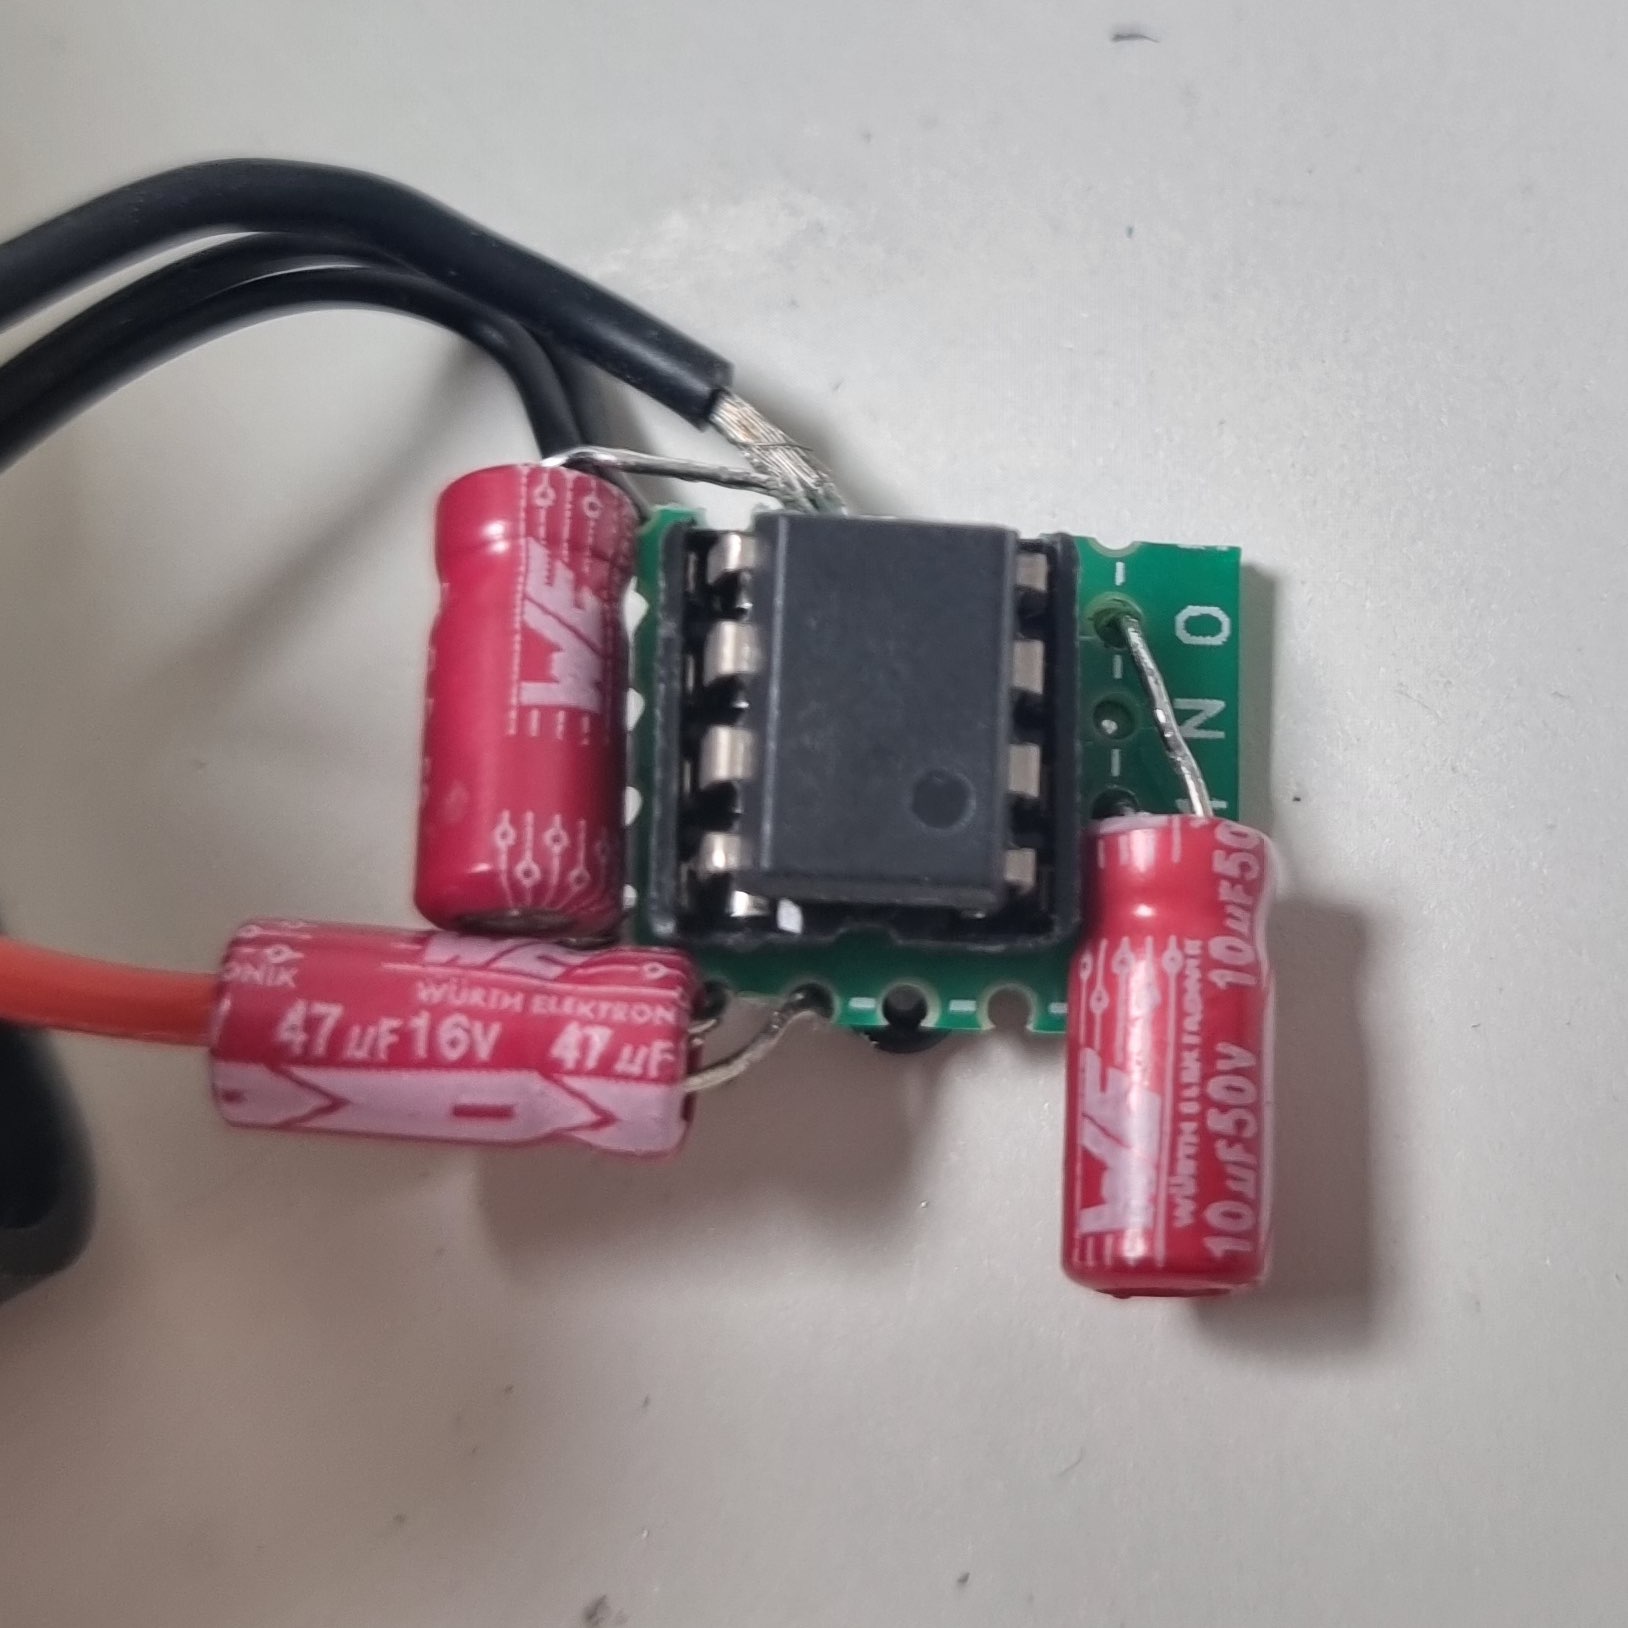 WE
ONIK
WE
WÜRTH ELEKTRON
47 µF 16V 47 µF
O
N
WE
WÜRTH ELEKTRONIK
10 µF 50V 10 µF 50